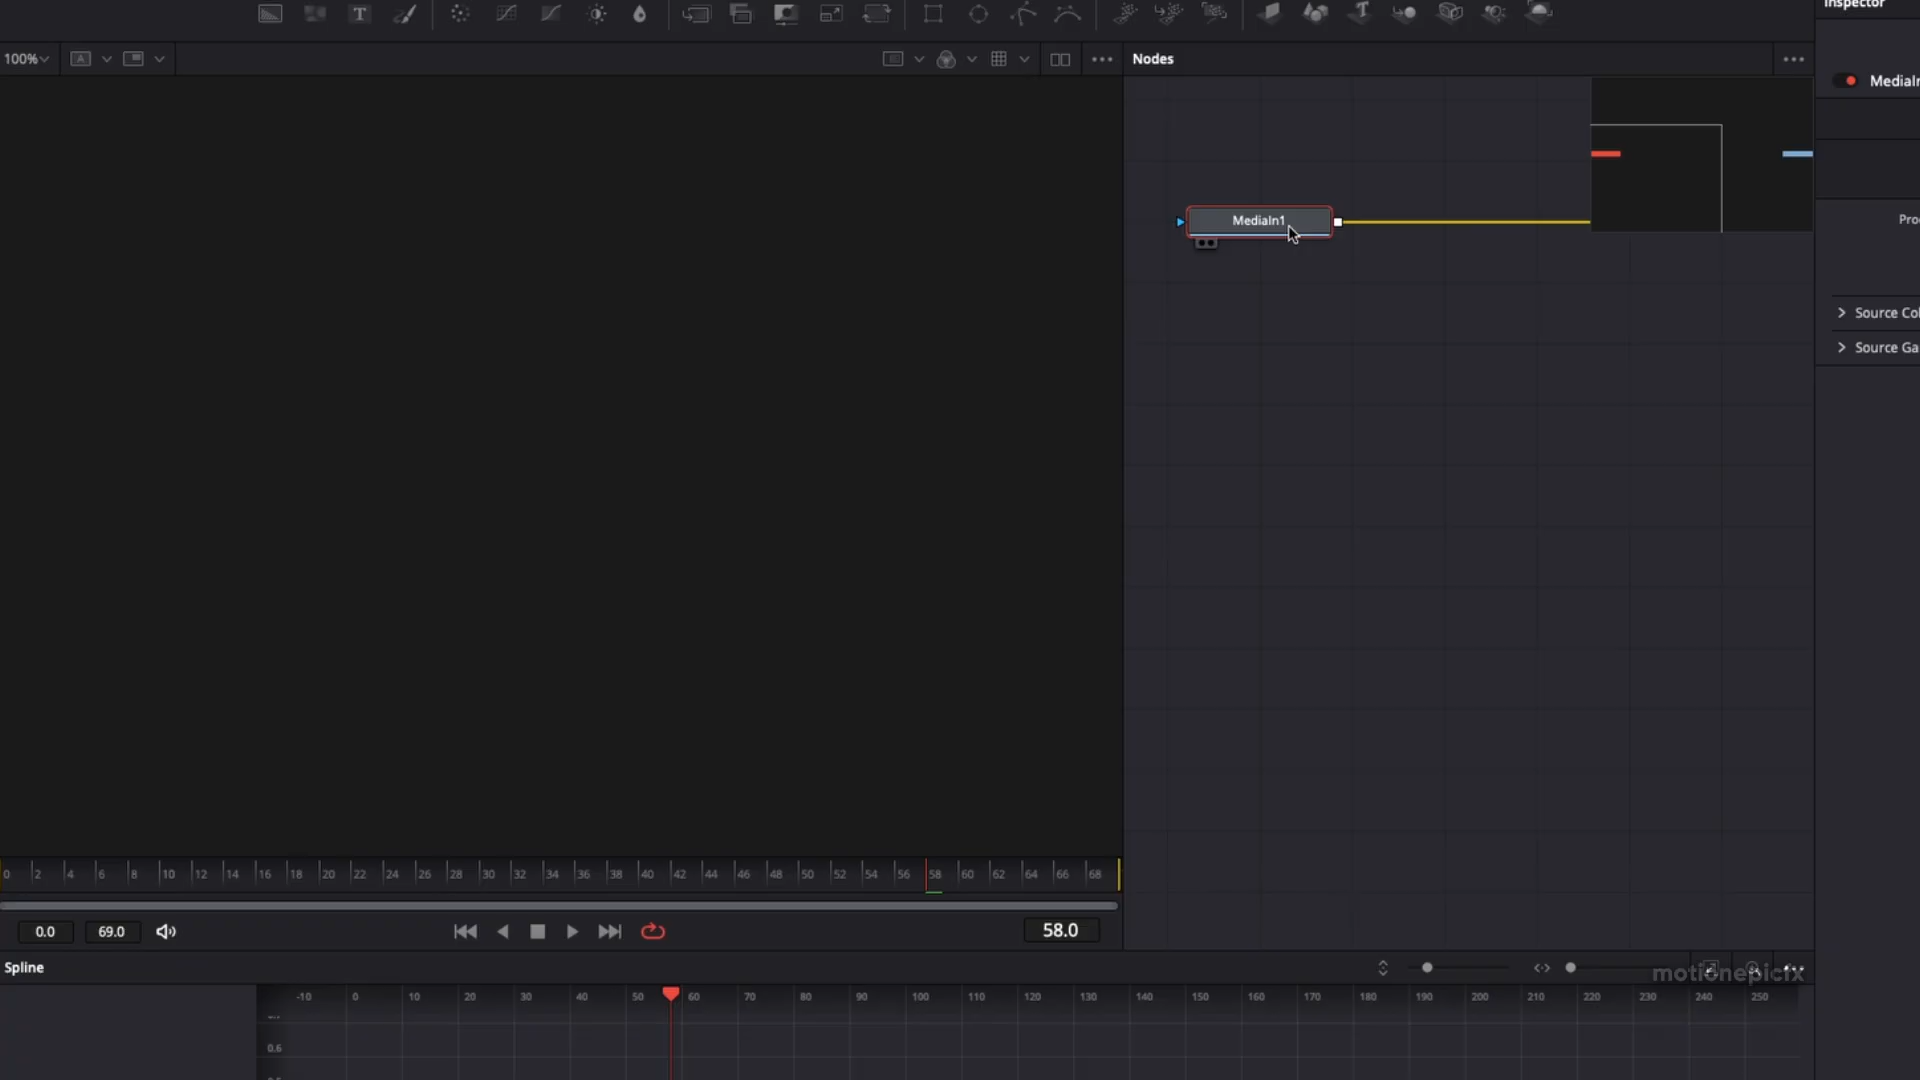 Inspector
T
100%
A
Nodes
MediaIn
MediaIn1
Source Col
Source Ga
0 2 4 6 8 10 12 14 16 18 20 22 24 26 28 30 32 34 36 38 40 42 44 46 48 50 52 54 56 58 60 62 64 66 68
0.0 69.0 58.0
Spline
motionepicfx
-10 0 10 20 30 40 50 60 70 80 90 100 110 120 130 140 150 160 170 180 190 200 210 220 230 240 250
0.6